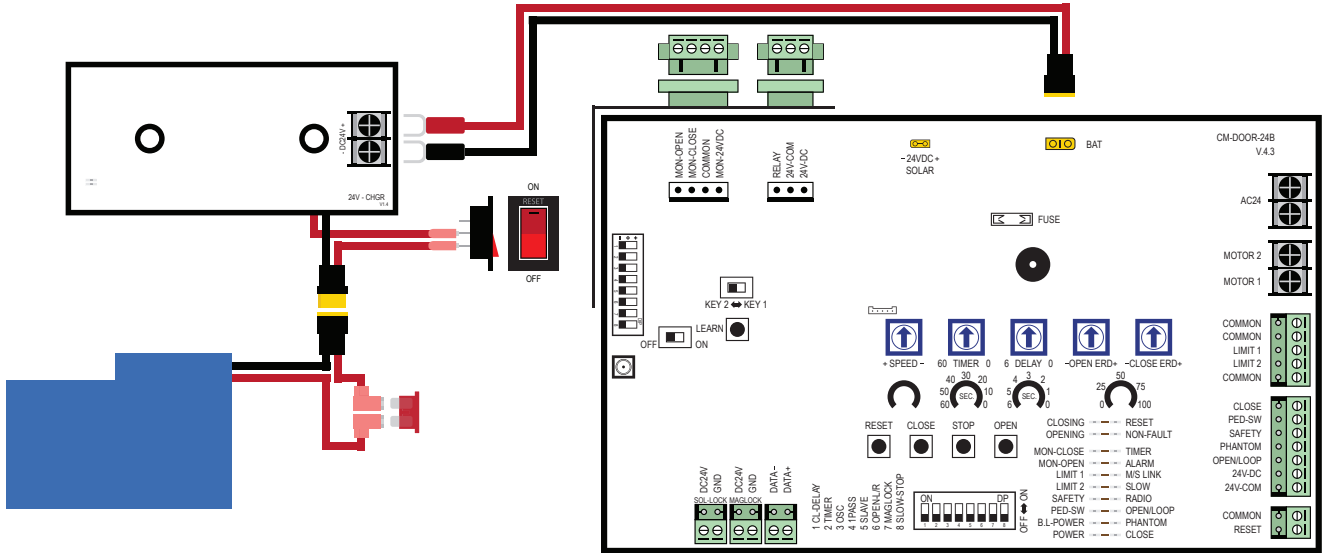 - DC24V +
24V - CHGR
V1.4
ON
RESET
OFF
MON-OPEN
MON-CLOSE
COMMON
MON-24VDC
RELAY
24V-COM
24V-DC
-24VDC+
SOLAR
BAT
CM-DOOR-24B
V.4.3
AC24
FUSE
MOTOR 2
MOTOR 1
KEY 2 ⬌ KEY 1
LEARN
OFF
ON
+ SPEED -
60 TIMER 0
6 DELAY 0
-OPEN ERD+
-CLOSE ERD+
60 50 40 30 20 10 0
SEC.
6 5 4 3 2 1 0
SEC.
0 25 50 75 100
RESET
CLOSE
STOP
OPEN
CLOSING
RESET
OPENING
NON-FAULT
MON-CLOSE
TIMER
MON-OPEN
ALARM
LIMIT 1
M/S LINK
LIMIT 2
SLOW
SAFETY
RADIO
PED-SW
OPEN/LOOP
B.L-POWER
PHANTOM
POWER
CLOSE
COMMON
COMMON
LIMIT 1
LIMIT 2
COMMON
CLOSE
PED-SW
SAFETY
PHANTOM
OPEN/LOOP
24V-DC
24V-COM
COMMON
RESET
DC24V
GND
SOL-LOCK
DC24V
GND
MAGLOCK
DATA-
DATA+
1 CL-DELAY
2 TIMER
3 OSC
4 1PASS
5 SLAVE
6 OPEN-L/R
7 MAGLOCK
8 SLOW-STOP
ON DP
1 2 3 4 5 6 7 8
OFF ⬌ ON